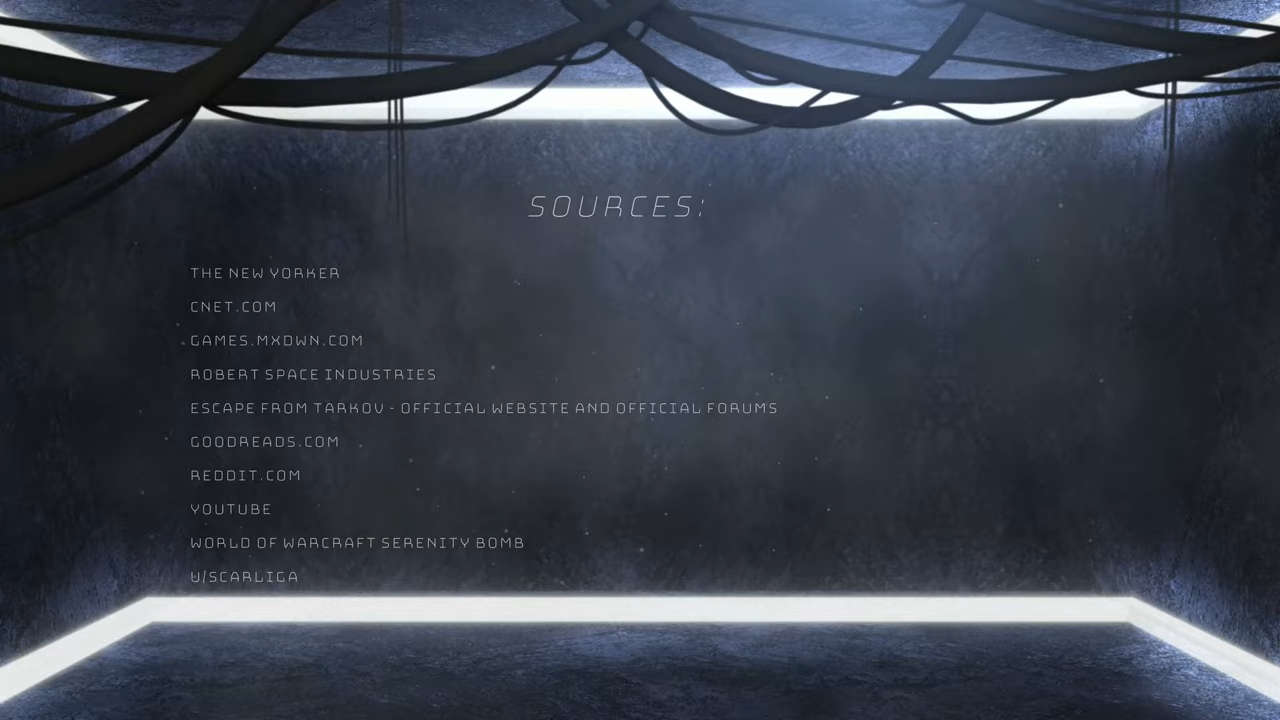 SOURCES:
THE NEW YORKER
CNET.COM
GAMES.MXDWN.COM
ROBERT SPACE INDUSTRIES
ESCAPE FROM TARKOV - OFFICIAL WEBSITE AND OFFICIAL FORUMS
GOODREADS.COM
REDDIT.COM
YOUTUBE
WORLD OF WARCRAFT SERENITY BOMB
U/SCARLIGA